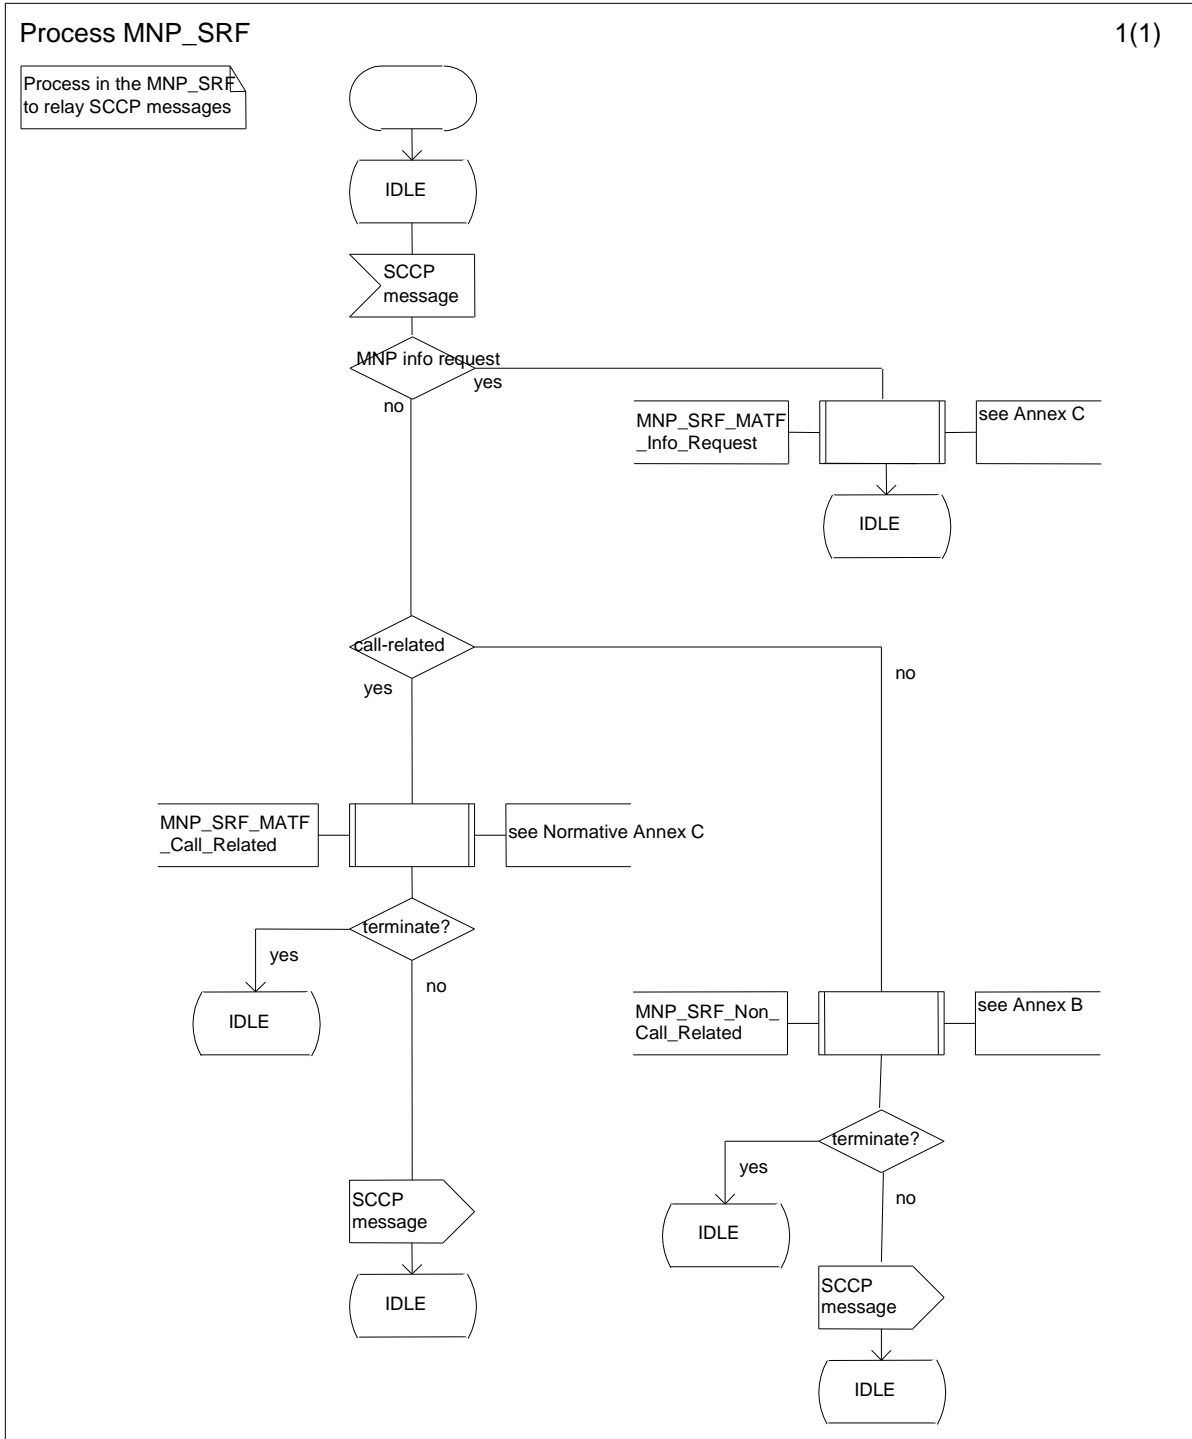 Process MNP_SRF
1(1)
Process in the MNP_SRF
to relay SCCP messages
IDLE
SCCP
message
MNP info request
yes
no
MNP_SRF_MATF
_Info_Request
see Annex C
IDLE
call-related
yes
no
MNP_SRF_MATF
_Call_Related
see Normative Annex C
terminate?
yes
no
IDLE
MNP_SRF_Non_
Call_Related
see Annex B
terminate?
yes
no
IDLE
SCCP
message
IDLE
SCCP
message
IDLE